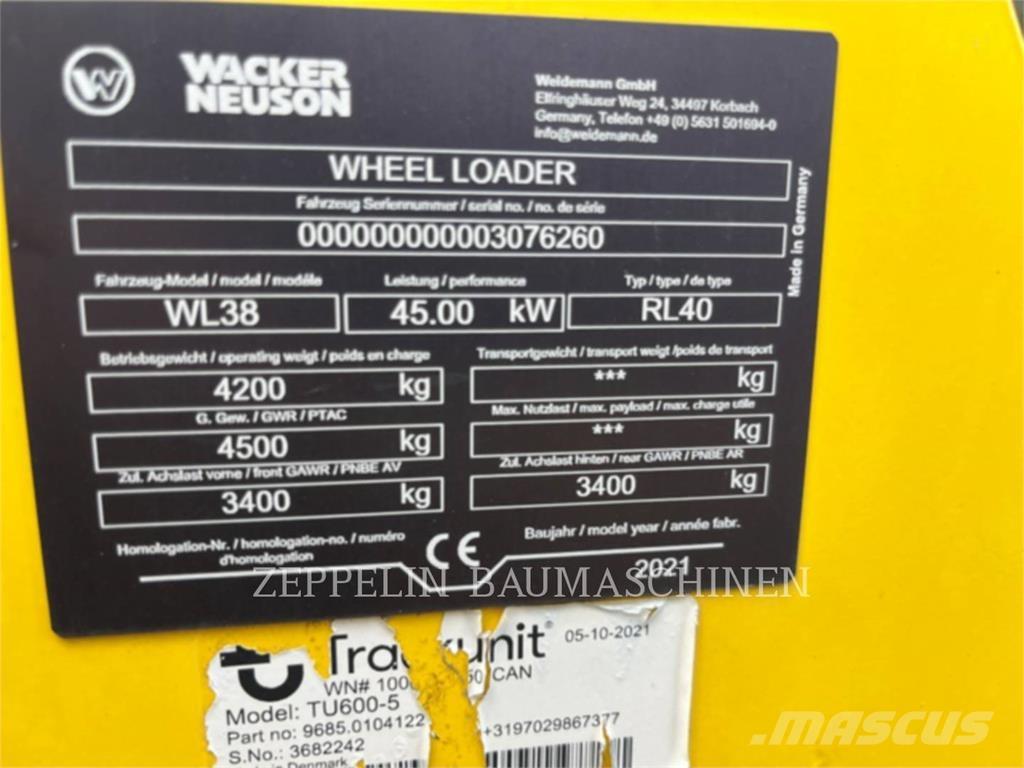 WACKER
NEUSON
Weidemann GmbH
Elfringhäuser Weg 24, 34497 Korbach
Germany, Telefon +49 (0) 5631 501694-0
info@weidemann.de
WHEEL LOADER
Fahrzeug Seriennummer / serial no. / no. de série
000000000003076260
Made in Germany
Fahrzeug-Model / model / modéle Leistung / performance Typ / type / de type
WL38 45.00 kW RL40
Betriebsgewicht / operating weigt / poids en charge Transportgewicht / transport weigt /poids de transport
4200 kg *** kg
G. Gew. / GWR / PTAC Max. Nutzlast / max. payload / max. charge utile
4500 kg *** kg
Zul. Achslast vorne / front GAWR / PNBE AV Zul. Achslast hinten / rear GAWR / PNBE AR
3400 kg 3400 kg
Homologation-Nr. / homologation-no. / numéro
d'homologation
CE
Baujahr / model year / année fabr.
2021
ZEPPELIN BAUMASCHINEN
Trackunit 05-10-2021
WN# CAN
Model: TU600-5
Part no: 9685.0104122
S.No.: 3682242
+3197029867377
Denmark
MASCUS